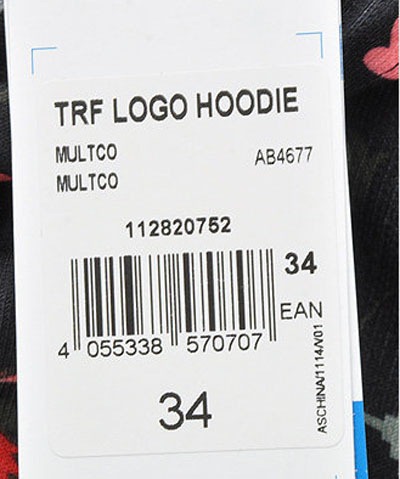 TRF LOGO HOODIE
MULTCO AB4677
MULTCO
112820752
34
EAN
4 055338 570707
34
ASCHINA/1114/V01